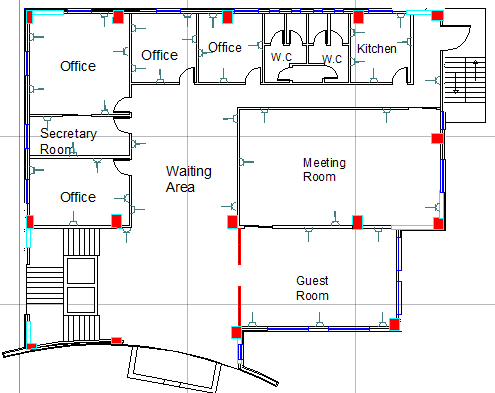 Office
Office
Office
W.C
W.C
Kitchen
Secretary
Room
Office
Waiting
Area
Meeting
Room
Guest
Room